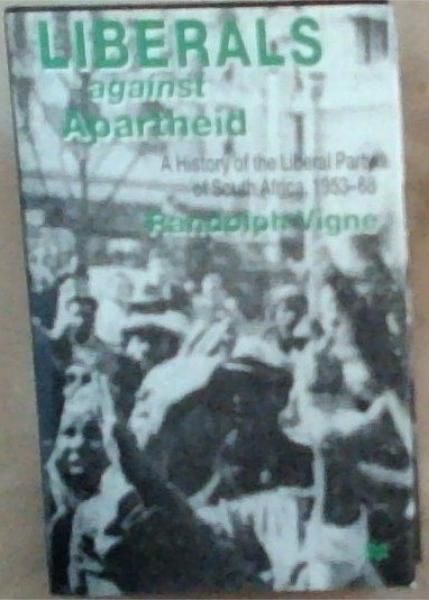 LIBERALS
against
Apartheid
A History of the Liberal Party
of South Africa, 1953–68
Randolph Vigne